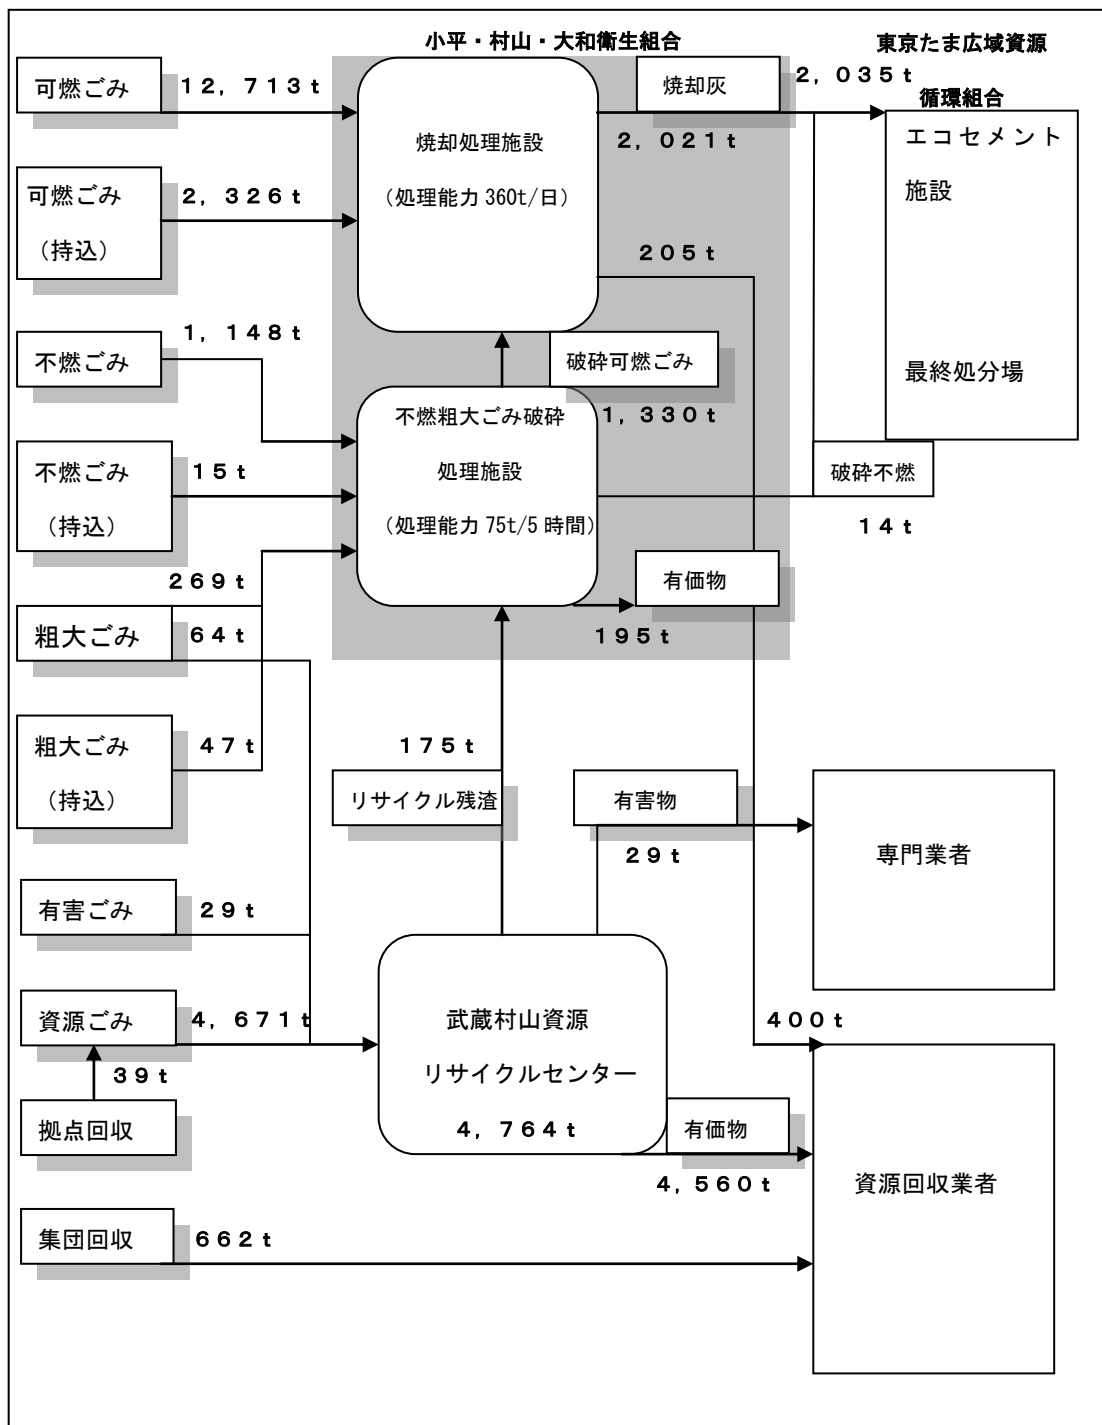 小平・村山・大和衛生組合
東京たま広域資源
循環組合
可燃ごみ
12,713t
焼却処理施設
（処理能力 360t/日）
焼却灰
2,035t
2,021t
エコセメント
施設
可燃ごみ
（持込）
2,326t
205t
不燃ごみ
1,148t
破砕可燃ごみ
1,330t
最終処分場
不燃粗大ごみ破砕
処理施設
（処理能力 75t/5 時間）
不燃ごみ
（持込）
15t
破砕不燃
14t
269t
粗大ごみ
64t
有価物
195t
粗大ごみ
（持込）
47t
175t
リサイクル残渣
有害物
29t
専門業者
有害ごみ
29t
資源ごみ
4,671t
武蔵村山資源
リサイクルセンター
4,764t
400t
39t
拠点回収
有価物
4,560t
資源回収業者
集団回収
662t